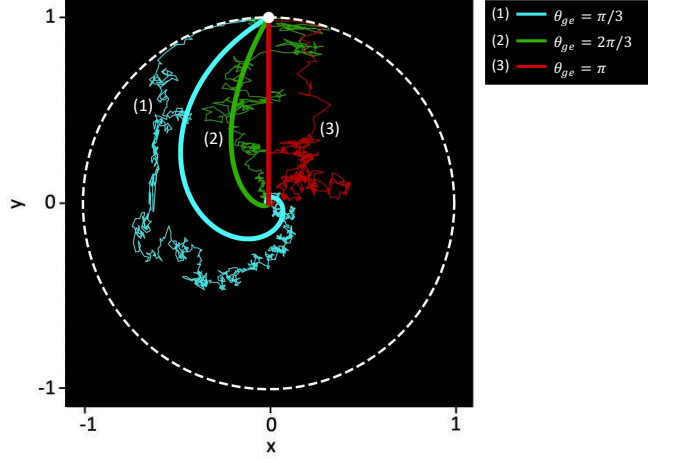 1
0
-1
y
-1
0
1
x
(1)
(2)
(3)
(1) θge = π/3
(2) θge = 2π/3
(3) θge = π